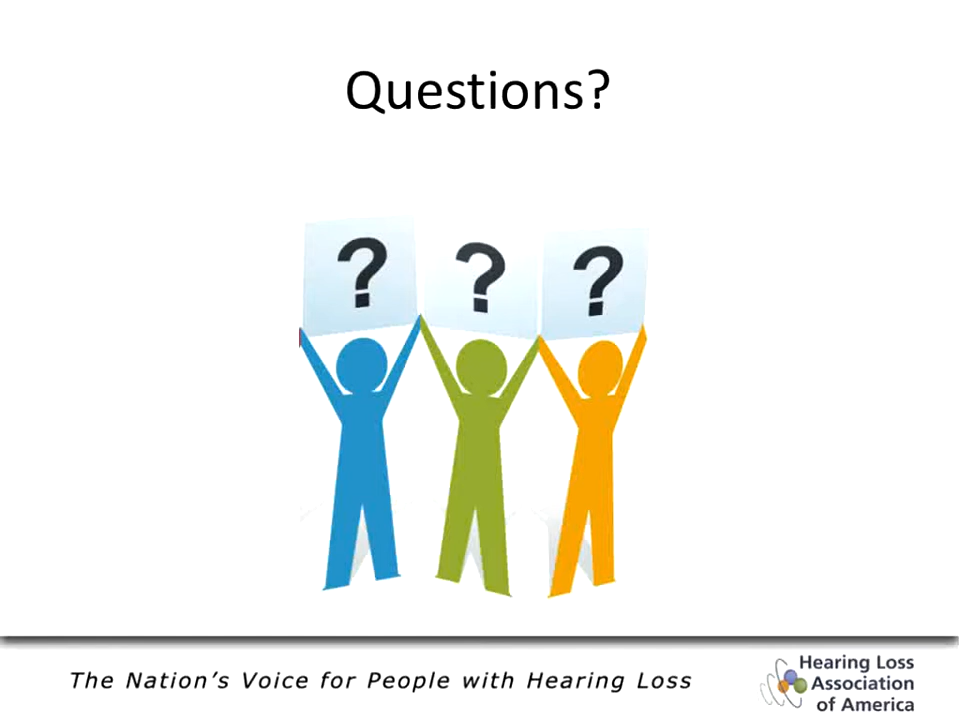 Questions?
? ? ?
The Nation's Voice for People with Hearing Loss
Hearing Loss
Association
of America